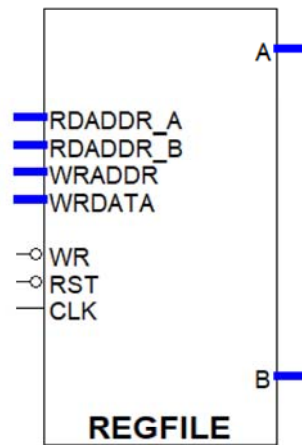 A
RDADDR_A
RDADDR_B
WRADDR
WRDATA
WR
RST
CLK
B
REGFILE